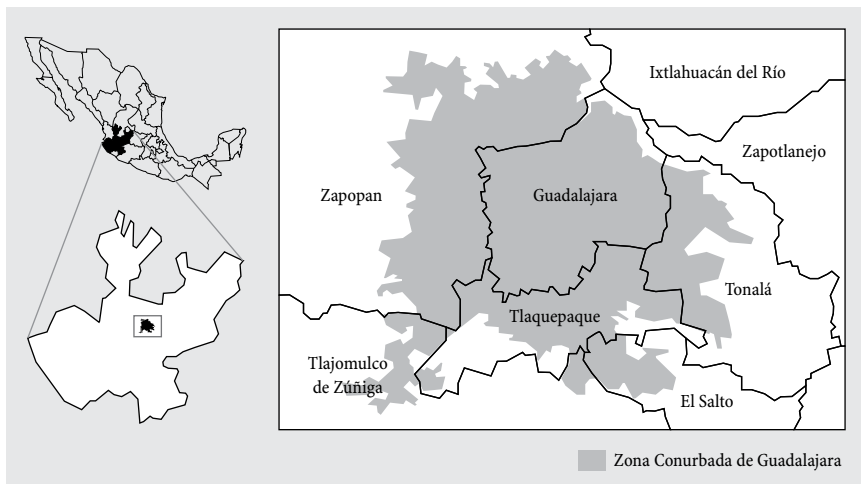 Ixtlahuacán del Río
Zapotlanejo
Zapopan
Guadalajara
Tonalá
Tlaquepaque
Tlajomulco
de Zúñiga
El Salto
Zona Conurbada de Guadalajara